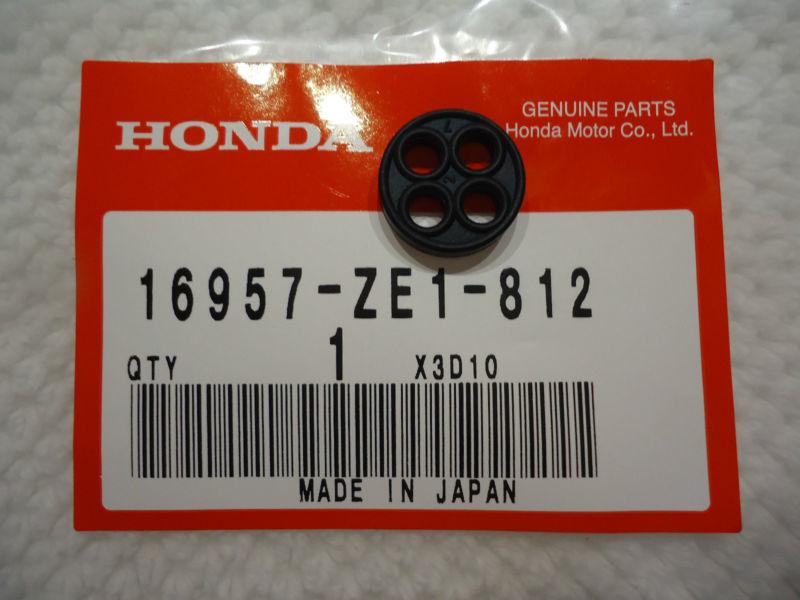 HONDA
GENUINE PARTS
Honda Motor Co., Ltd.
16957-ZE1-812
QTY 1 X3D10
MADE IN JAPAN